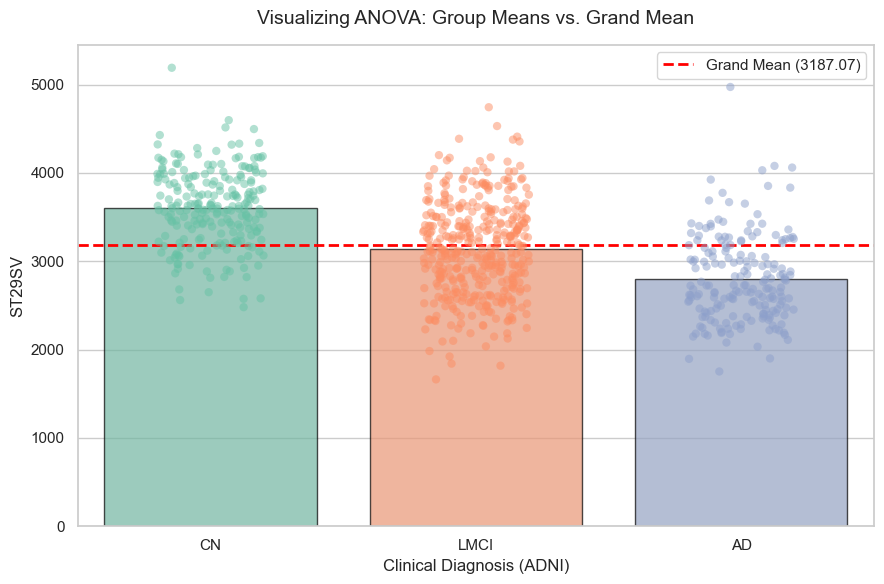 Visualizing ANOVA: Group Means vs. Grand Mean
Grand Mean (3187.07)
5000
4000
3000
2000
1000
0
ST29SV
CN
LMCI
AD
Clinical Diagnosis (ADNI)